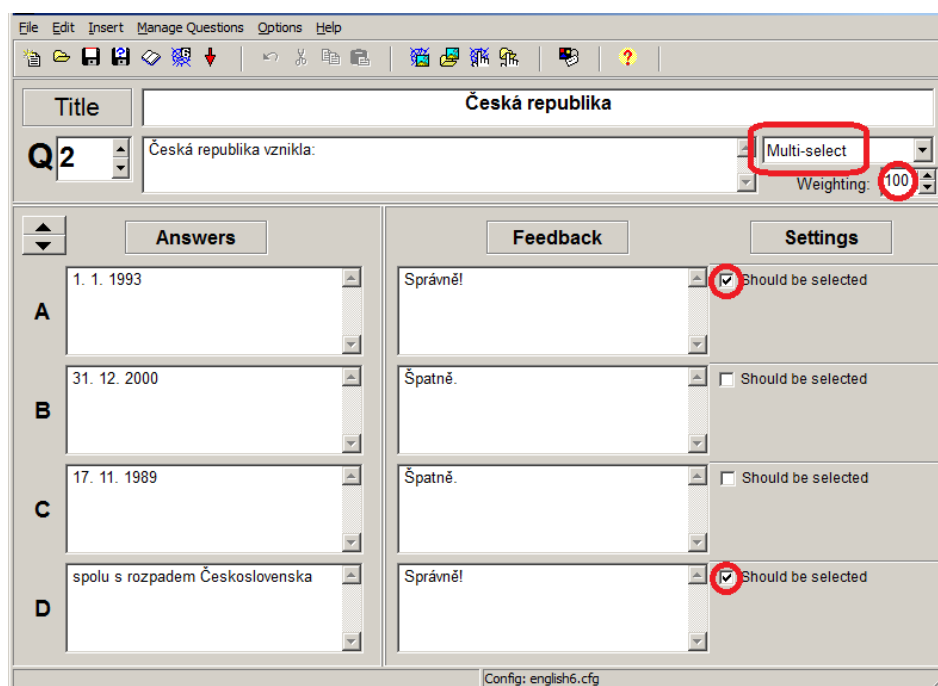 File Edit Insert Manage Questions Options Help
?
Title Česká republika
Q 2 Česká republika vznikla: Multi-select
Weighting: 100
Answers Feedback Settings
1. 1. 1993 Správně! Should be selected
A
31. 12. 2000 Špatně. Should be selected
B
17. 11. 1989 Špatně. Should be selected
C
spolu s rozpadem Československa Správně! Should be selected
D
Config: english6.cfg